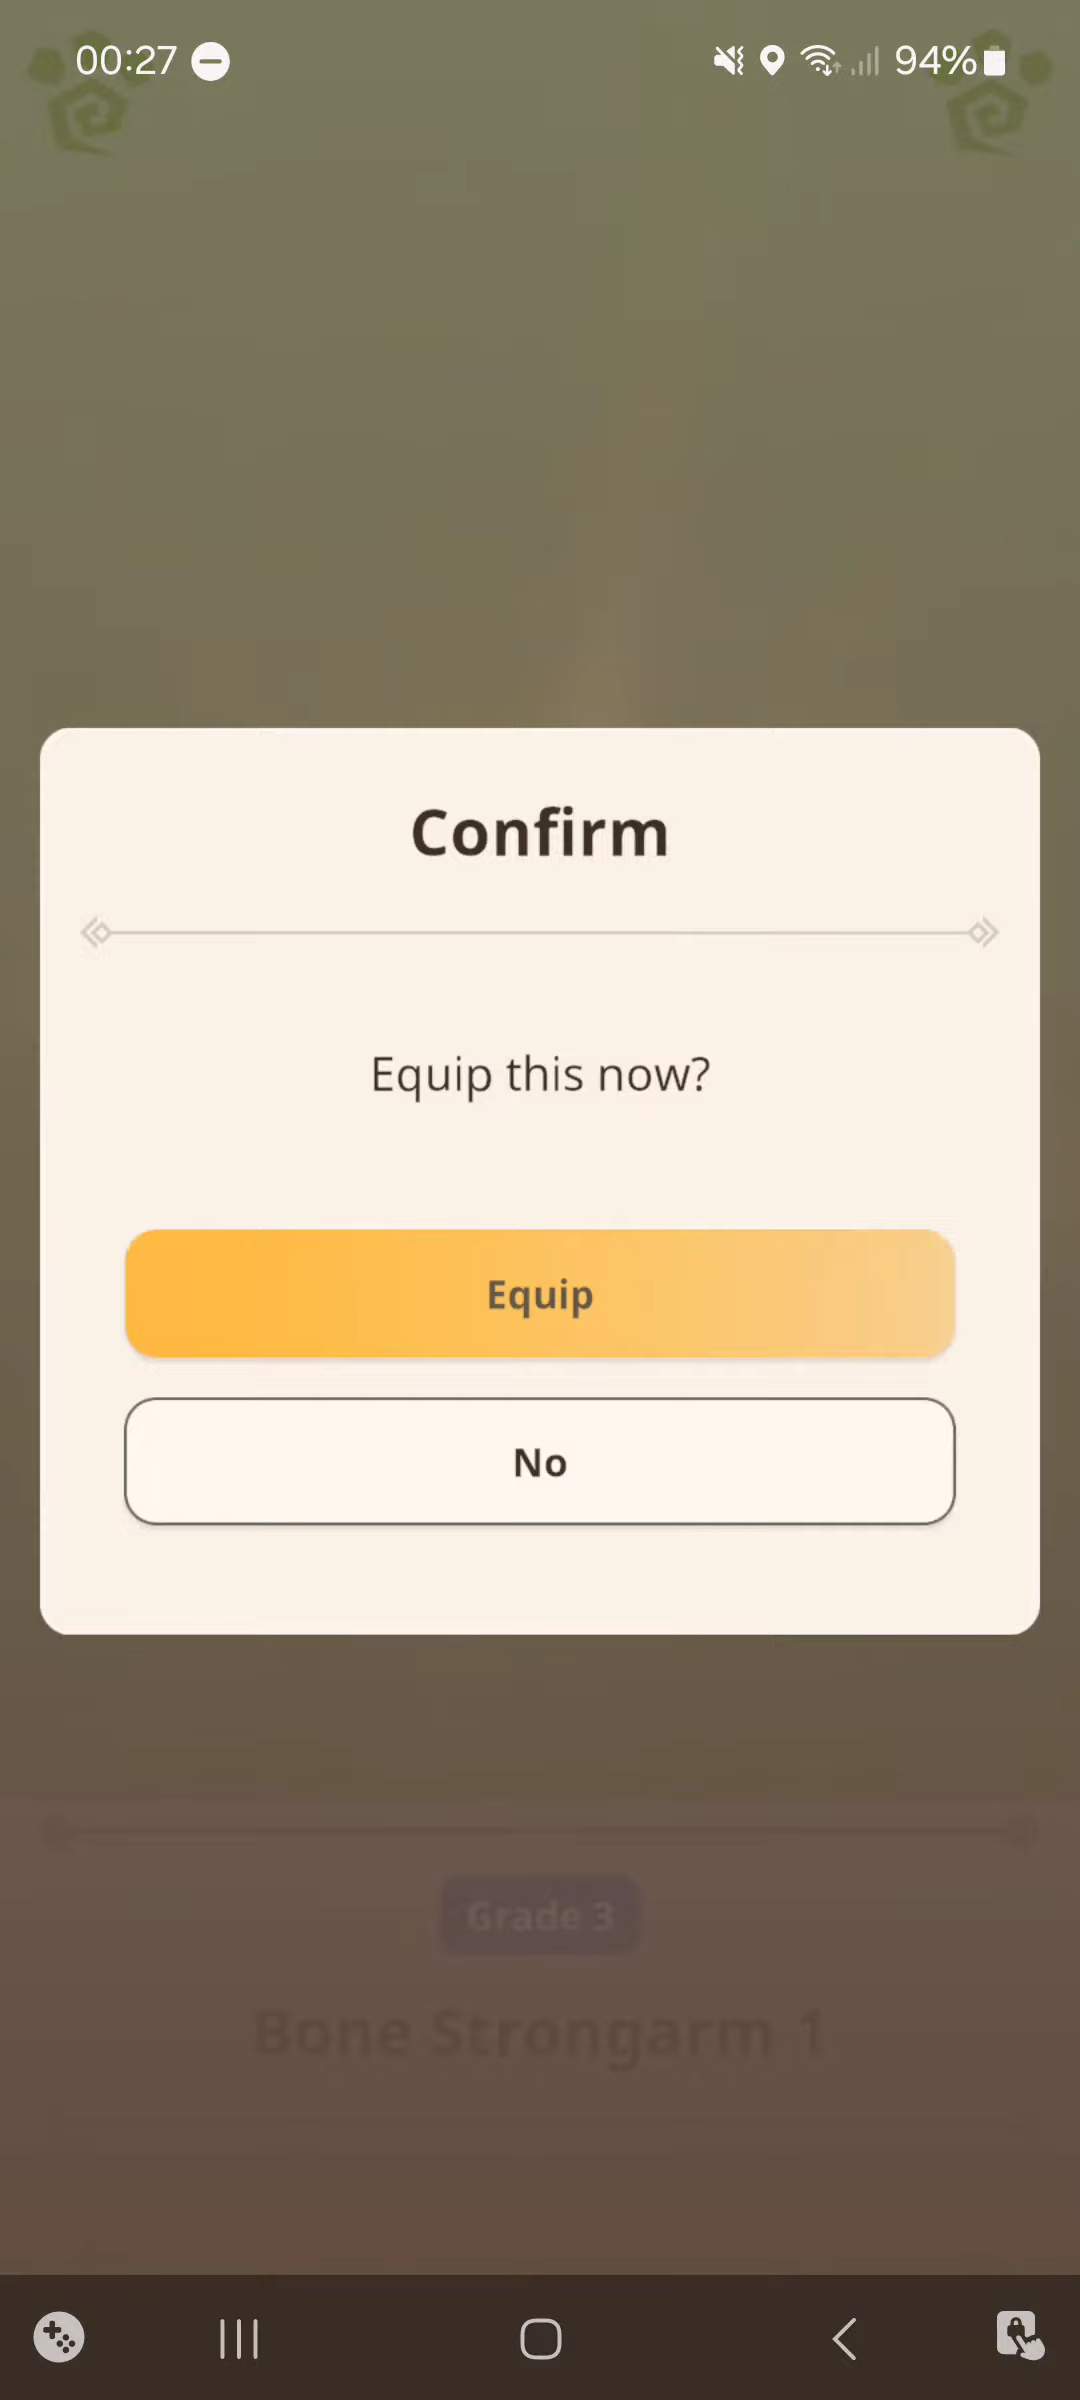 00:27
94%
Confirm
Equip this now?
Equip
No
Grade 3
Bone Strongarm 1